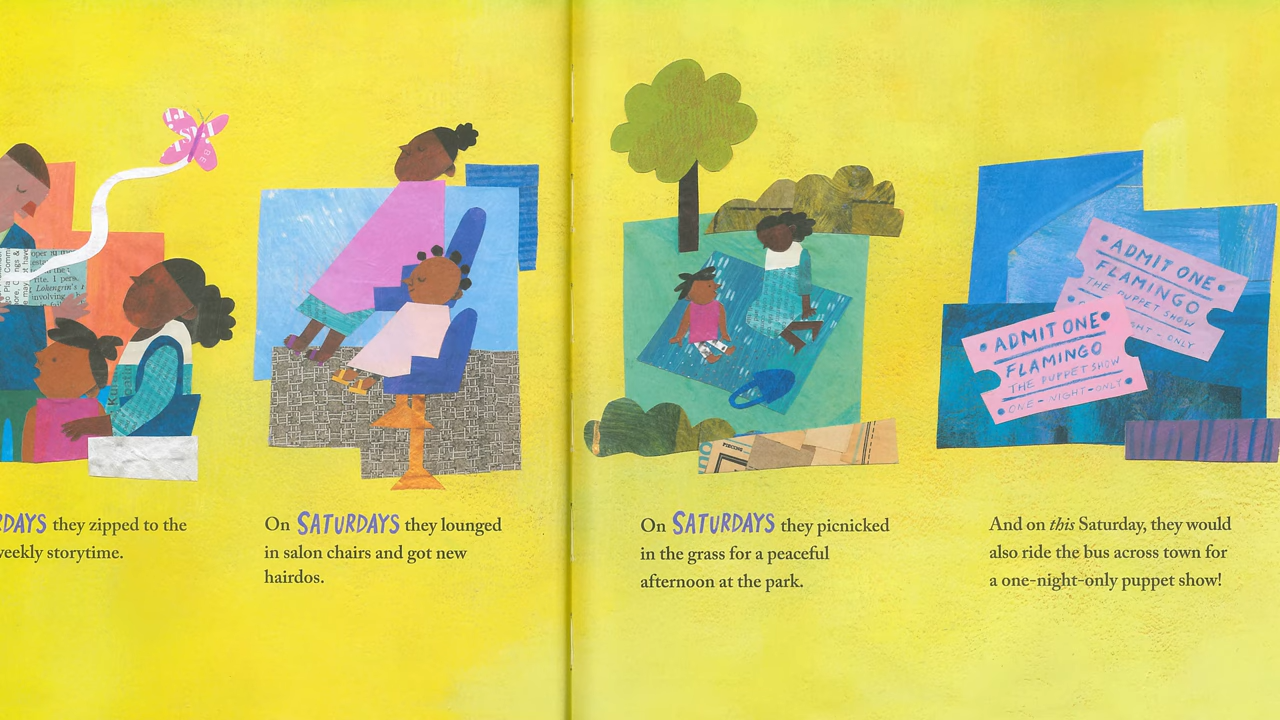 RDAYS they zipped to the
weekly storytime.
On SATURDAYS they lounged
in salon chairs and got new
hairdos.
On SATURDAYS they picnicked
in the grass for a peaceful
afternoon at the park.
ADMIT ONE
FLAMINGO
THE PUPPET SHOW
GHT - ONLY
ADMIT ONE
FLAMINGO
THE PUPPET SHOW
ONE-NIGHT-ONLY
And on this Saturday, they would
also ride the bus across town for
a one-night-only puppet show!